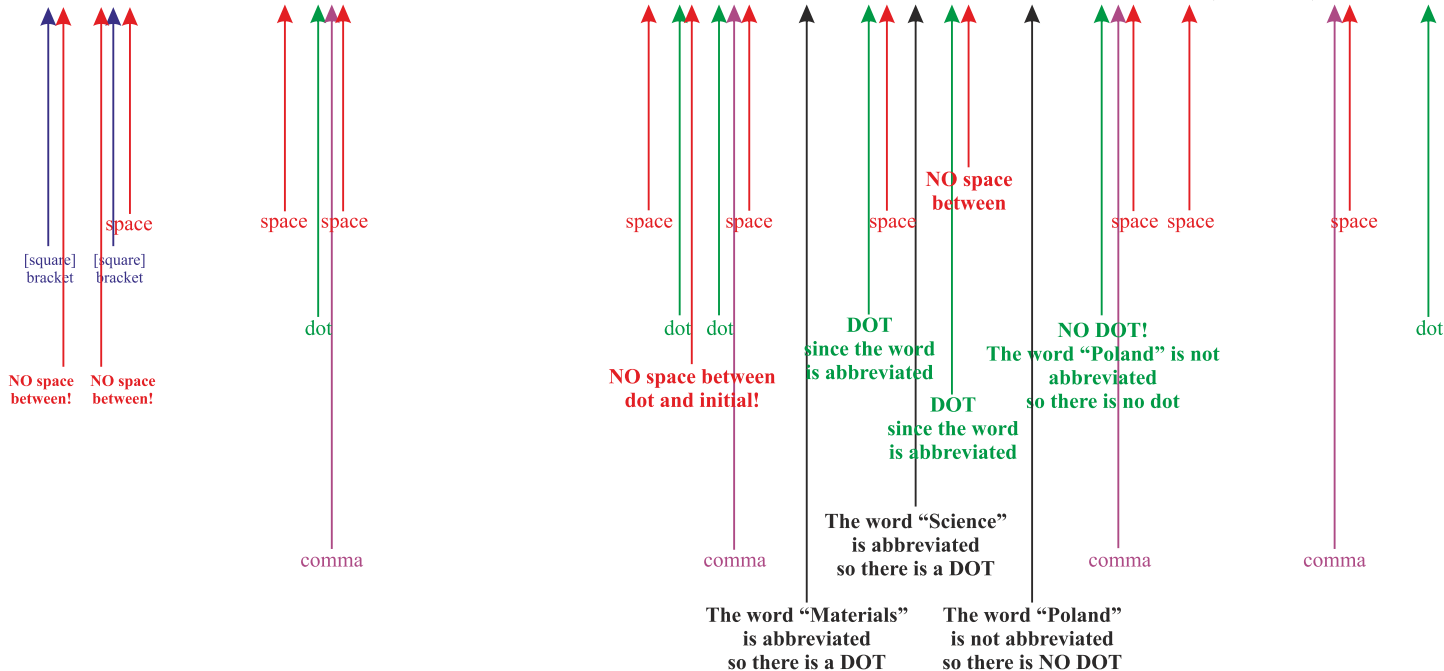 NO space
between
space
space
space
space
space
space
space
space
space
[square]
bracket
[square]
bracket
dot
dot
dot
DOT
since the word
is abbreviated
NO DOT!
The word “Poland” is not
abbreviated
so there is no dot
dot
NO space
between!
NO space
between!
NO space between
dot and initial!
DOT
since the word
is abbreviated
The word “Science”
is abbreviated
so there is a DOT
comma
comma
comma
comma
The word “Materials”
is abbreviated
so there is a DOT
The word “Poland”
is not abbreviated
so there is NO DOT